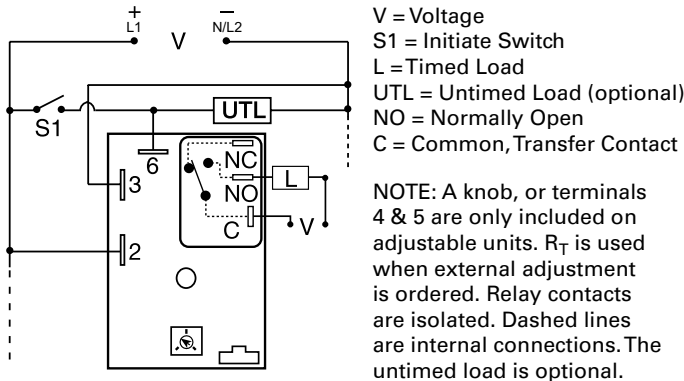 +
L1
V
–
N/L2
S1
UTL
6
3
2
NC
NO
C
L
V
V = Voltage
S1 = Initiate Switch
L = Timed Load
UTL = Untimed Load (optional)
NO = Normally Open
C = Common, Transfer Contact
NOTE: A knob, or terminals
4 & 5 are only included on
adjustable units. RT is used
when external adjustment
is ordered. Relay contacts
are isolated. Dashed lines
are internal connections. The
untimed load is optional.